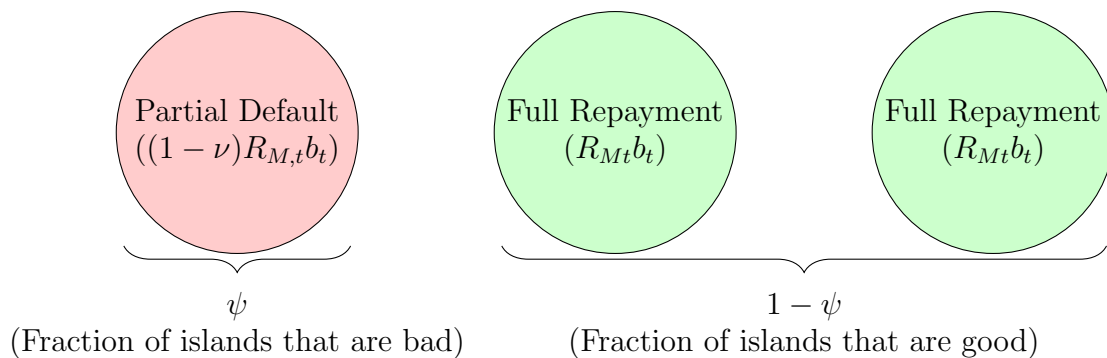 Partial Default
((1 − ν)R_{M,t}b_t)
Full Repayment
(R_{Mt}b_t)
Full Repayment
(R_{Mt}b_t)
ψ
(Fraction of islands that are bad)
1 − ψ
(Fraction of islands that are good)